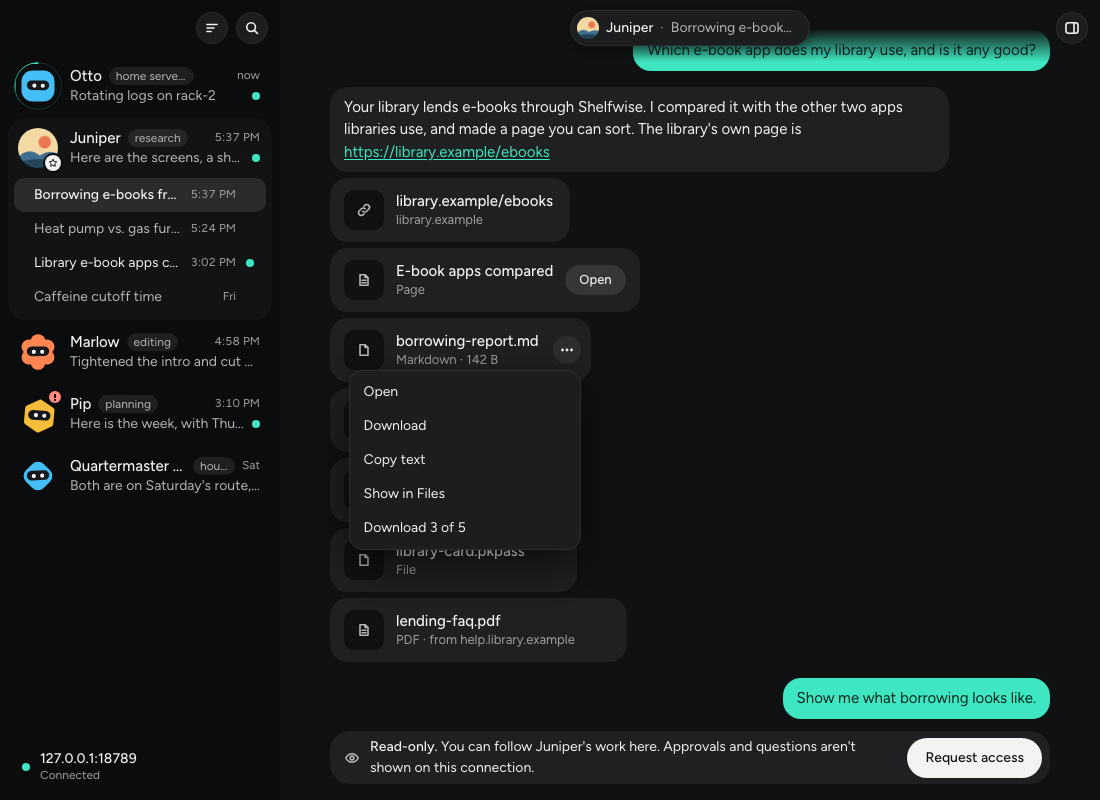 Otto home serve... now
Rotating logs on rack-2
Juniper research 5:37 PM
Here are the screens, a sh...
Borrowing e-books fr... 5:37 PM
Heat pump vs. gas fur... 5:24 PM
Library e-book apps c... 3:02 PM
Caffeine cutoff time Fri
Marlow editing 4:58 PM
Tightened the intro and cut ...
Pip planning 3:10 PM
Here is the week, with Thu...
Quartermaster ... hou... Sat
Both are on Saturday's route,...
127.0.0.1:18789
Connected
Juniper · Borrowing e-book...
Which e-book app does my library use, and is it any good?
Your library lends e-books through Shelfwise. I compared it with the other two apps
libraries use, and made a page you can sort. The library's own page is
https://library.example/ebooks
library.example/ebooks
library.example
E-book apps compared
Page
Open
borrowing-report.md
Markdown · 142 B
Open
Download
Copy text
Show in Files
Download 3 of 5
library-card.pkpass
File
lending-faq.pdf
PDF · from help.library.example
Show me what borrowing looks like.
Read-only. You can follow Juniper's work here. Approvals and questions aren't
shown on this connection.
Request access